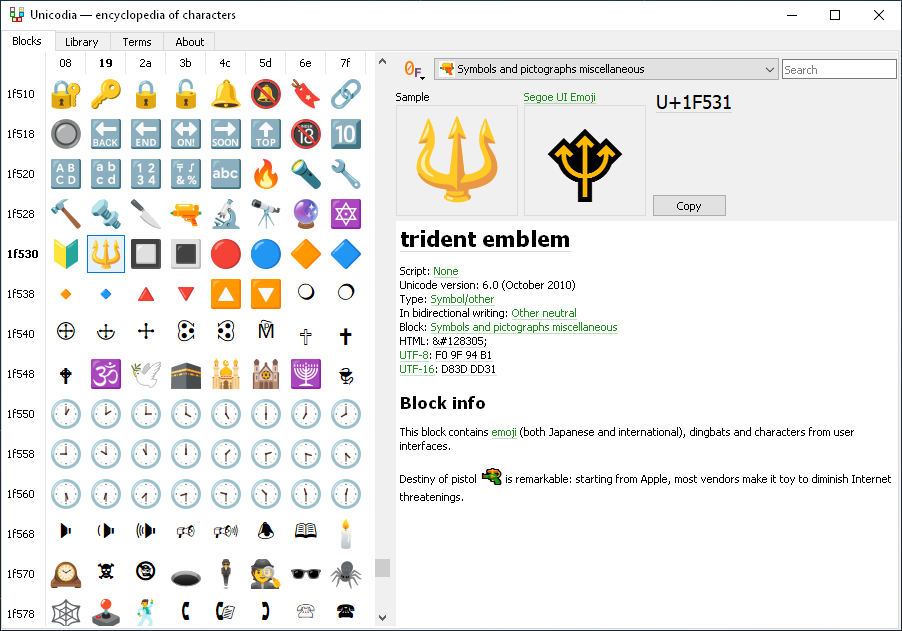 Unicodia — encyclopedia of characters
Blocks Library Terms About
08 19 2a 3b 4c 5d 6e 7f
Symbols and pictographs miscellaneous
Search
Sample
Segoe UI Emoji
U+1F531
Copy
1f510
1f518
BACK END ON! SOON TOP 18 10
1f520
ABCD abcd 1234 〒♪&% abc
1f528
1f530
1f538
1f540
1f548
1f550
1f558
1f560
1f568
1f570
1f578
trident emblem
Script: None
Unicode version: 6.0 (October 2010)
Type: Symbol/other
In bidirectional writing: Other neutral
Block: Symbols and pictographs miscellaneous
HTML: &amp;#128305;
UTF-8: F0 9F 94 B1
UTF-16: D83D DD31
Block info
This block contains emoji (both Japanese and international), dingbats and characters from user
interfaces.
Destiny of pistol is remarkable: starting from Apple, most vendors make it toy to diminish Internet
threatenings.